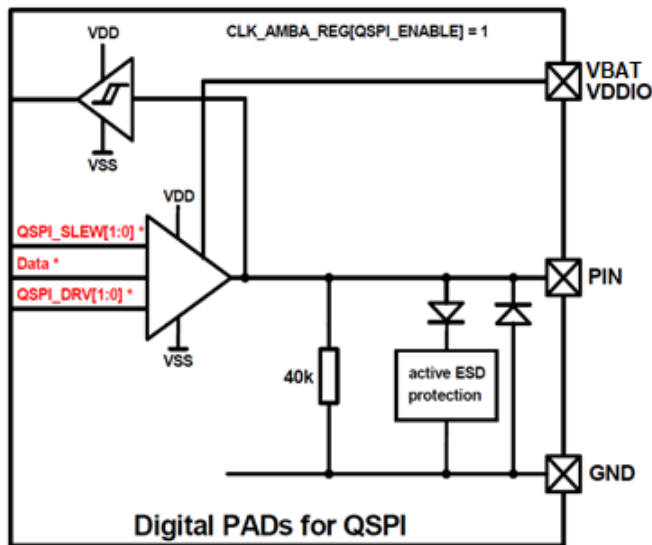 VDD
CLK_AMBA_REG[QSPI_ENABLE] = 1
VBAT
VDDIO
VSS
VDD
QSPI_SLEW[1:0] *
Data *
QSPI_DRV[1:0] *
PIN
VSS
40k
active ESD
protection
GND
Digital PADs for QSPI